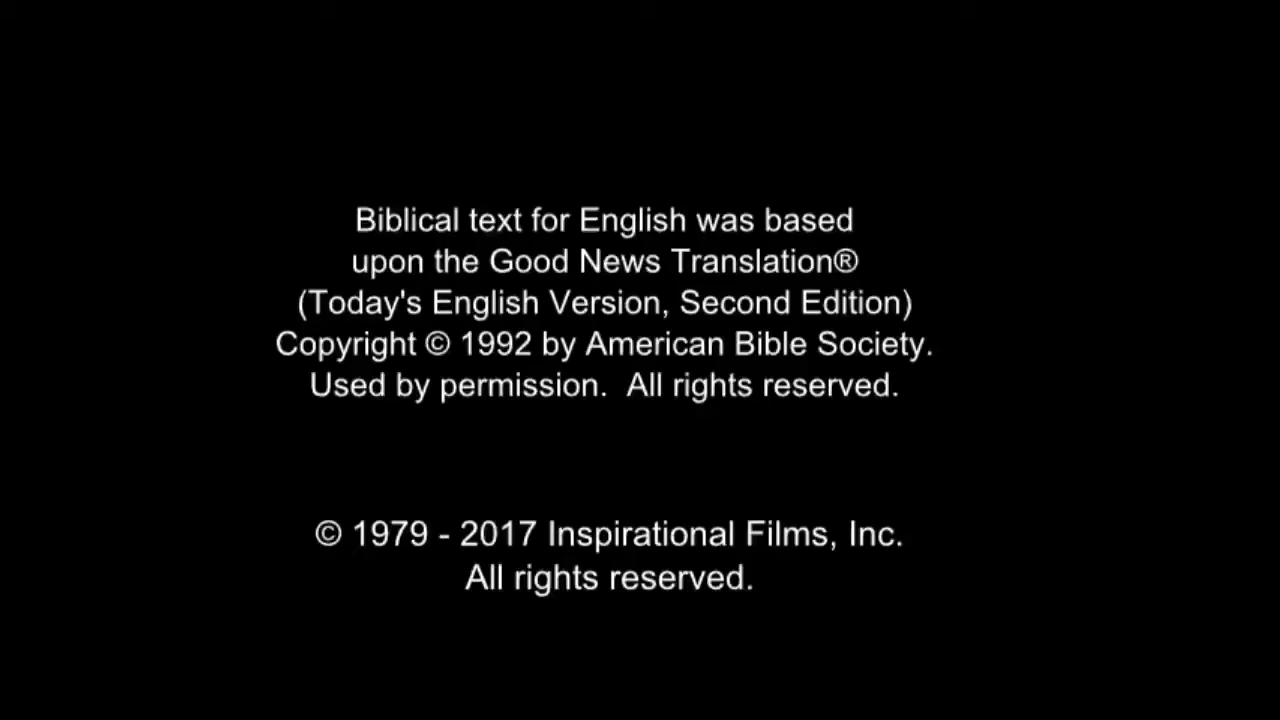 Biblical text for English was based
upon the Good News Translation®
(Today's English Version, Second Edition)
Copyright © 1992 by American Bible Society.
Used by permission.  All rights reserved.
© 1979 - 2017 Inspirational Films, Inc.
All rights reserved.